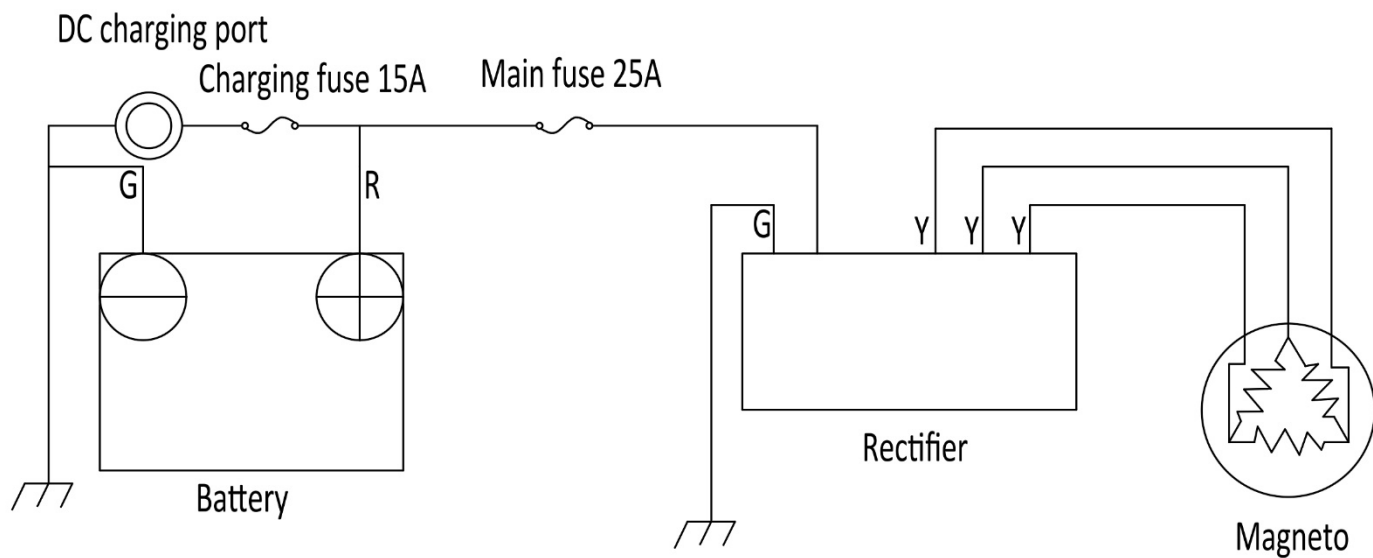 DC charging port
Charging fuse 15A
Main fuse 25A
G
R
G
Y
Y
Y
Rectifier
Battery
Magneto